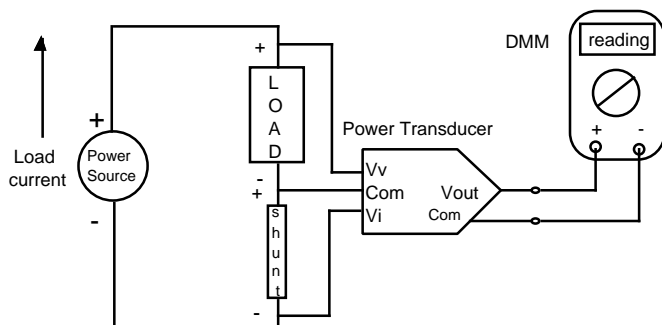 DMM
reading
+ -
+
L
O
A
D
-
Load
current
+
Power
Source
-
Power Transducer
Vv
Com
Vi
Vout
Com
+
s
h
u
n
t
-